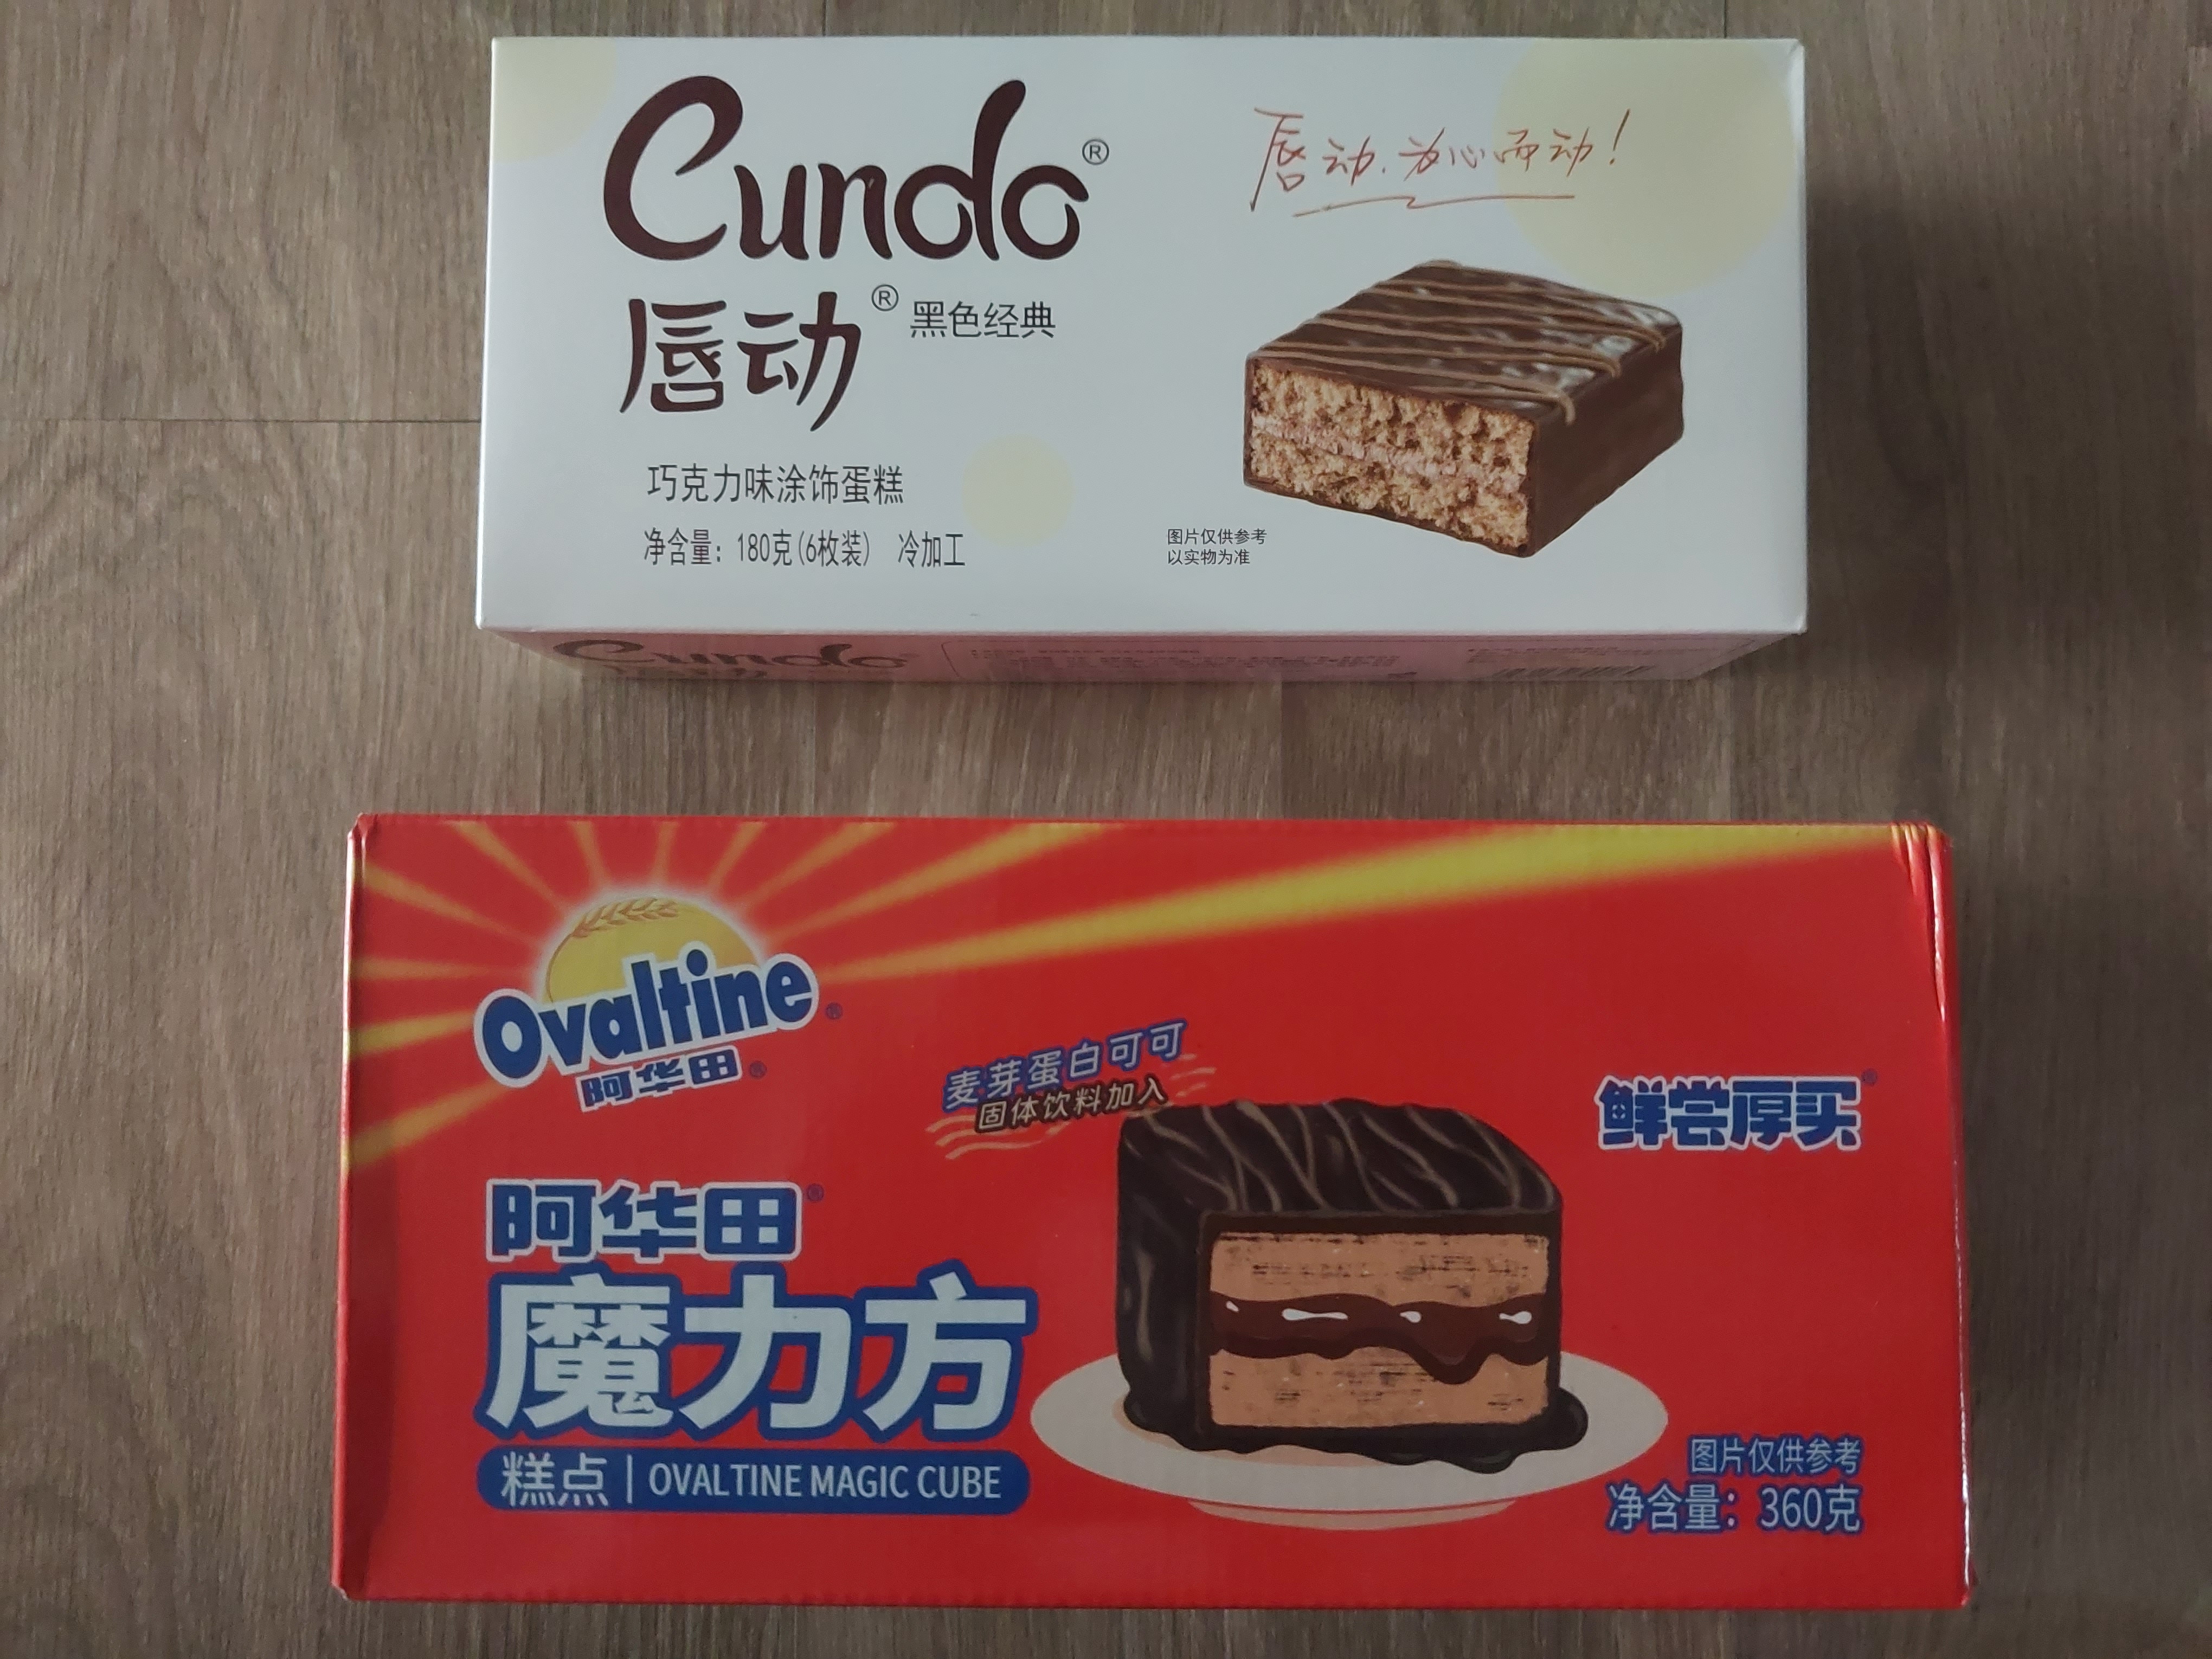 Cundo®
唇动，为心而动！
唇动® 黑色经典
巧克力味涂饰蛋糕
净含量：180克(6枚装) 冷加工
图片仅供参考
以实物为准
Cundo
Ovaltine®
阿华田®
麦芽蛋白可可
固体饮料加入
鲜尝厚买®
阿华田®
魔力方
糕点 | OVALTINE MAGIC CUBE
图片仅供参考
净含量：360克